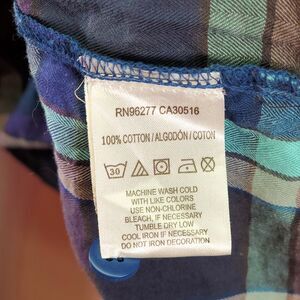 RN96277 CA30516
100% COTTON/ALGODÓN/COTON
30
MACHINE WASH COLD
WITH LIKE COLORS
USE NON-CHLORINE
BLEACH, IF NECESSARY
TUMBLE DRY LOW
COOL IRON IF NECESSARY
DO NOT IRON DECORATION